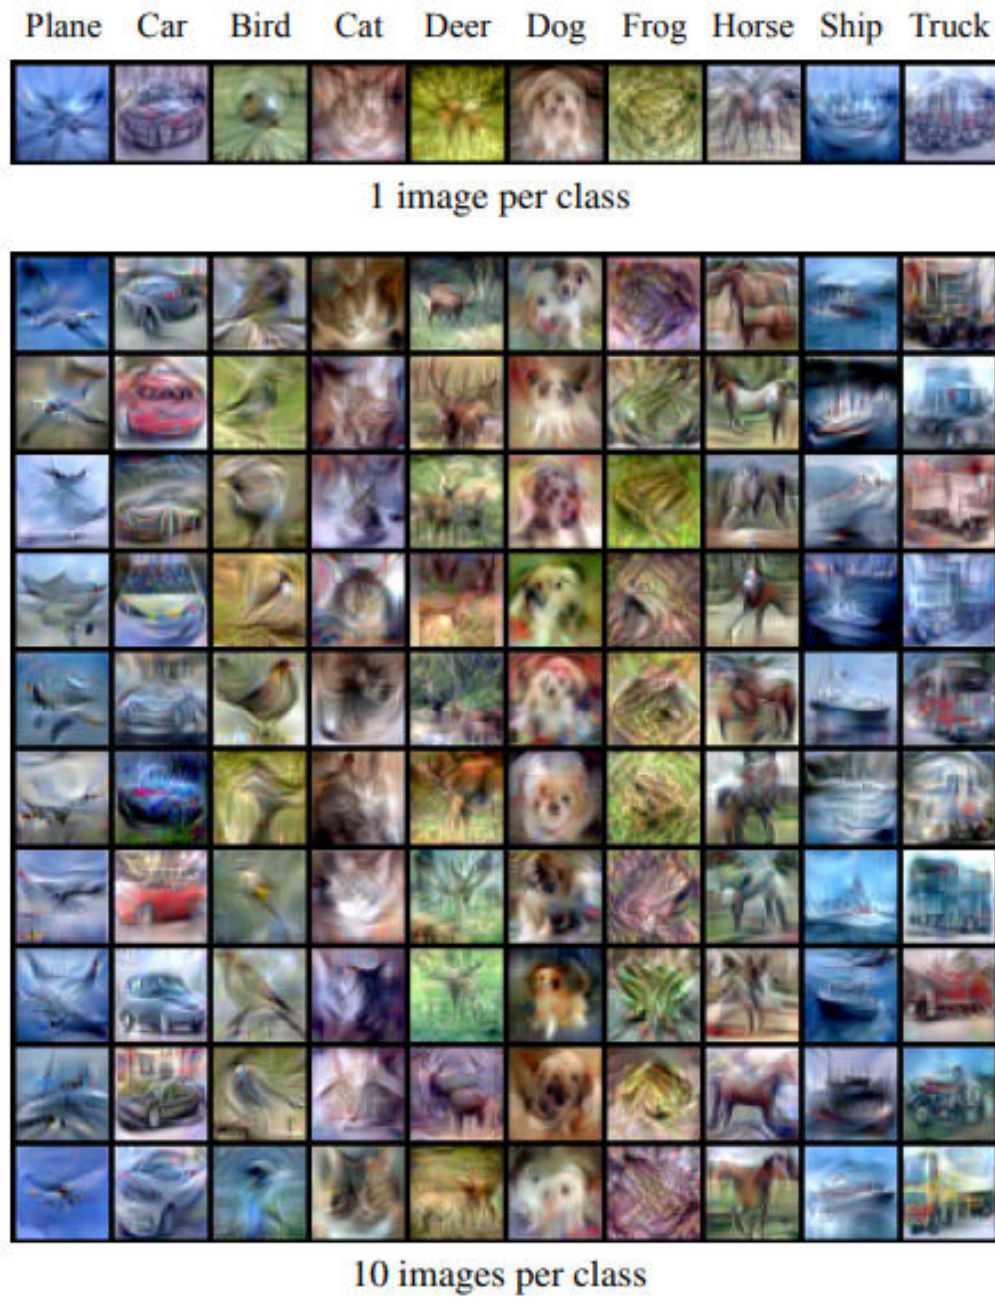 Plane Car Bird Cat Deer Dog Frog Horse Ship Truck
1 image per class
10 images per class